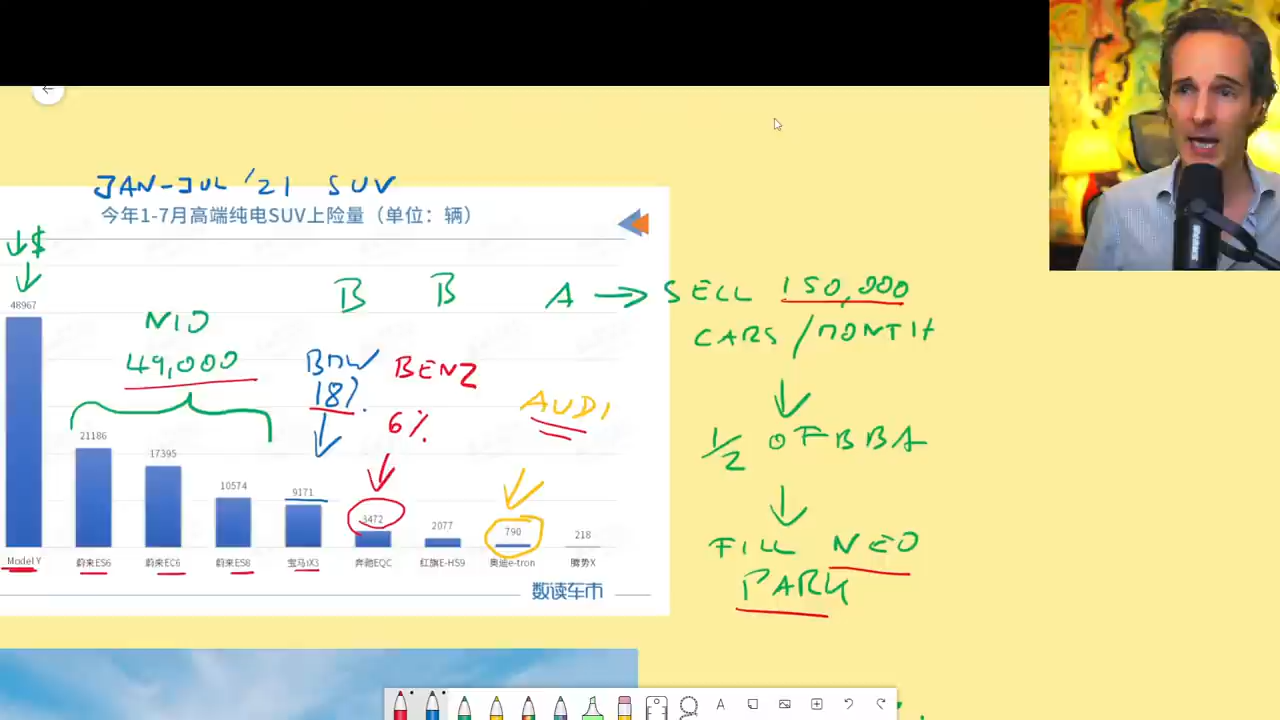 JAN-JUL '21 SUV
今年1-7月高端纯电SUV上险量（单位：辆）
↓$
B B A → SELL 150,000
CARS / MONTH
48967
NIO
49,000
BMW
18%.
BENZ
6%.
AUDI
1/2 OF BBA
21186
17395
10574
9171
3472
2077
790
218
FILL NEO
PARK
Model Y
蔚来ES6
蔚来EC6
蔚来ES8
宝马iX3
奔驰EQC
红旗E-HS9
奥迪e-tron
腾势X
数读车市
A